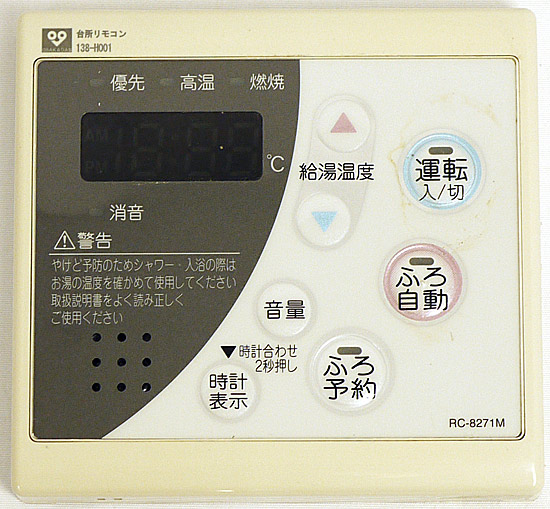 台所リモコン
138-H001
OSAKA GAS
優先 高温 燃焼
AM
PM
℃
給湯温度
運転
入/切
消音
警告
やけど予防のためシャワー・入浴の際は
お湯の温度を確かめて使用してください
取扱説明書をよく読み正しく
ご使用ください
ふろ
自動
音量
▼時計合わせ
2秒押し
時計
表示
ふろ
予約
RC-8271M